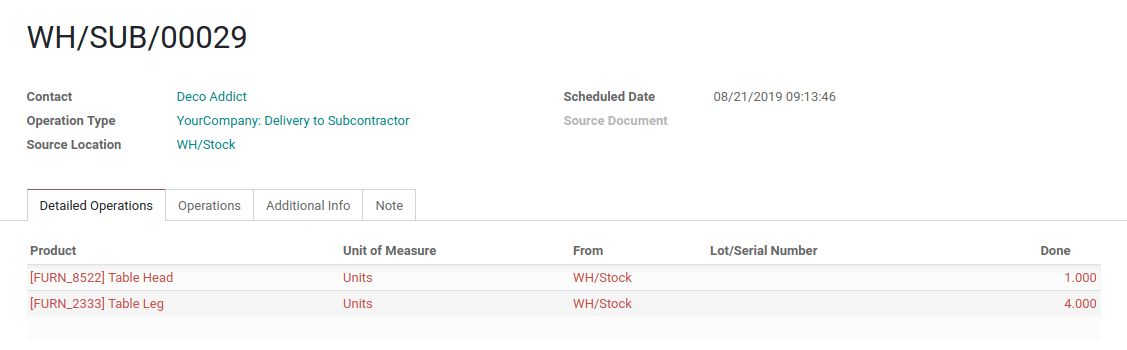 WH/SUB/00029
Contact Deco Addict Scheduled Date 08/21/2019 09:13:46
Operation Type YourCompany: Delivery to Subcontractor Source Document
Source Location WH/Stock
Detailed Operations Operations Additional Info Note
Product Unit of Measure From Lot/Serial Number Done
[FURN_8522] Table Head Units WH/Stock 1.000
[FURN_2333] Table Leg Units WH/Stock 4.000